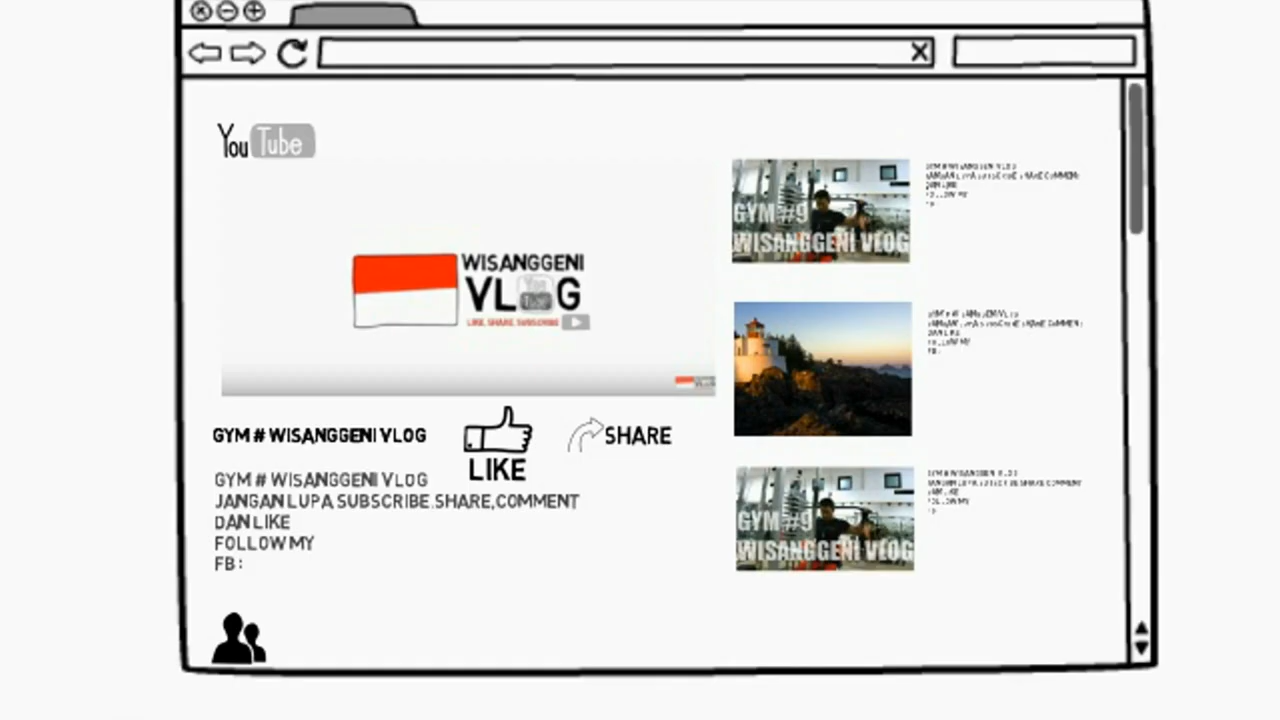 You Tube
WISANGGENI
VLOG
LIKE, SHARE, SUBSCRIBE
GYM # WISANGGENI VLOG
LIKE
SHARE
GYM # WISANGGENI VLOG
JANGAN LUPA SUBSCRIBE.SHARE,COMMENT
DAN LIKE
FOLLOW MY
FB :
GYM #9
WISANGGENI VLOG
GYM #9
WISANGGENI VLOG